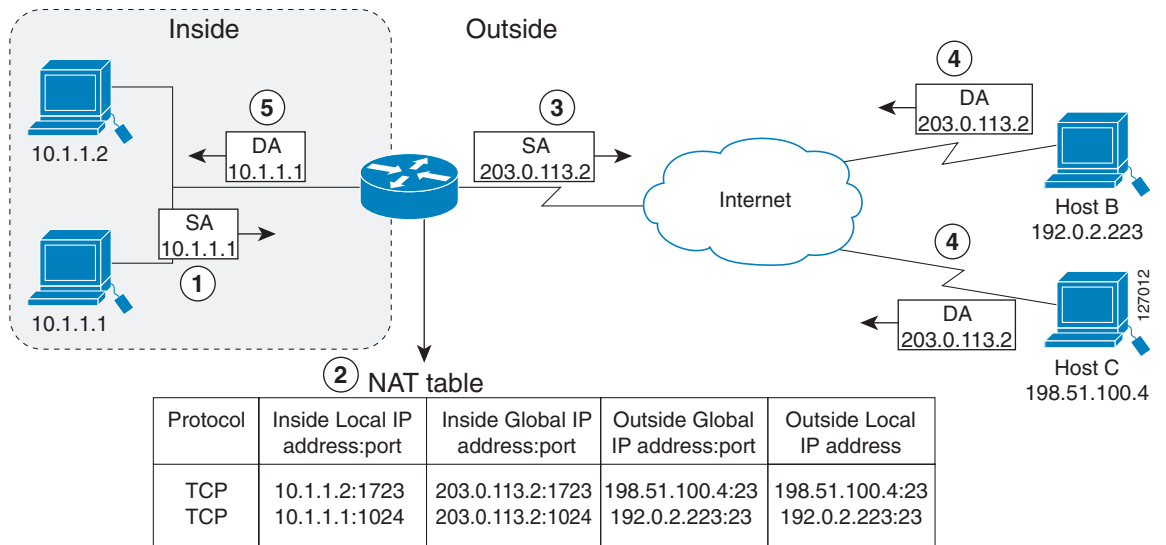 Inside
Outside
10.1.1.2
5
DA
10.1.1.1
3
SA
203.0.113.2
4
DA
203.0.113.2
Internet
Host B
192.0.2.223
SA
10.1.1.1
1
10.1.1.1
4
DA
203.0.113.2
Host C
198.51.100.4
127012
2
NAT table
Protocol
Inside Local IP
address:port
Inside Global IP
address:port
Outside Global
IP address:port
Outside Local
IP address
TCP 10.1.1.2:1723 203.0.113.2:1723 198.51.100.4:23 198.51.100.4:23
TCP 10.1.1.1:1024 203.0.113.2:1024 192.0.2.223:23 192.0.2.223:23